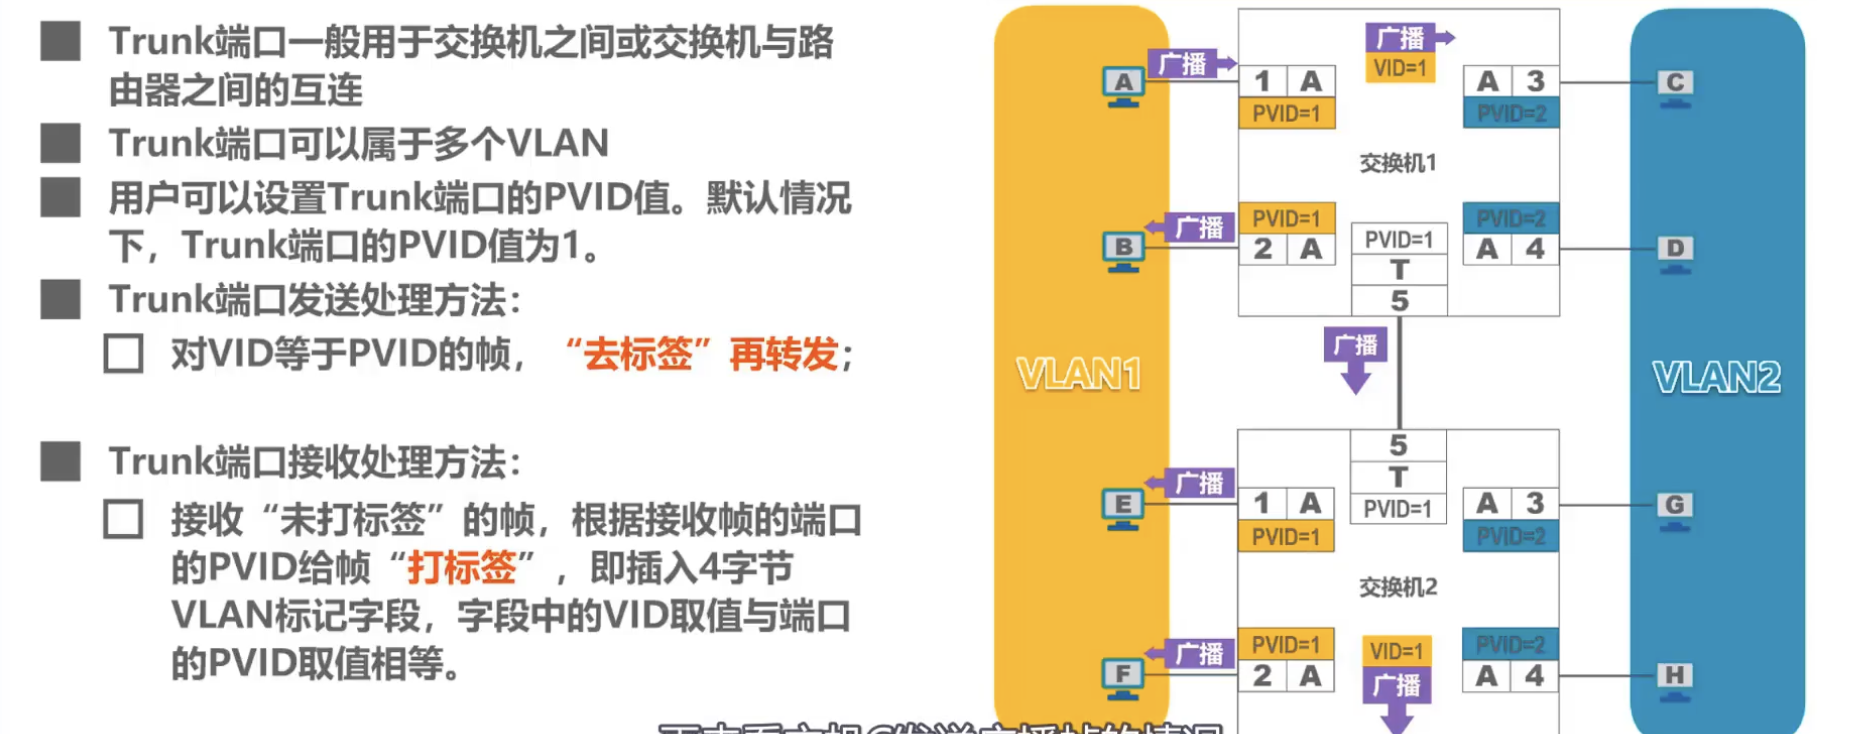 Trunk端口一般用于交换机之间或交换机与路
由器之间的互连
Trunk端口可以属于多个VLAN
用户可以设置Trunk端口的PVID值。默认情况
下，Trunk端口的PVID值为1。
Trunk端口发送处理方法：
对VID等于PVID的帧，“去标签”再转发；
Trunk端口接收处理方法：
接收“未打标签”的帧，根据接收帧的端口
的PVID给帧“打标签”，即插入4字节
VLAN标记字段，字段中的VID取值与端口
的PVID取值相等。
广播
VID=1
A
广播
1 A
PVID=1
A 3
PVID=2
C
交换机1
B
广播
PVID=1
2 A
PVID=1
T
5
PVID=2
A 4
D
广播
VLAN1
VLAN2
5
T
PVID=1
E
广播
1 A
PVID=1
A 3
PVID=2
G
交换机2
F
广播
PVID=1
2 A
VID=1
广播
PVID=2
A 4
H